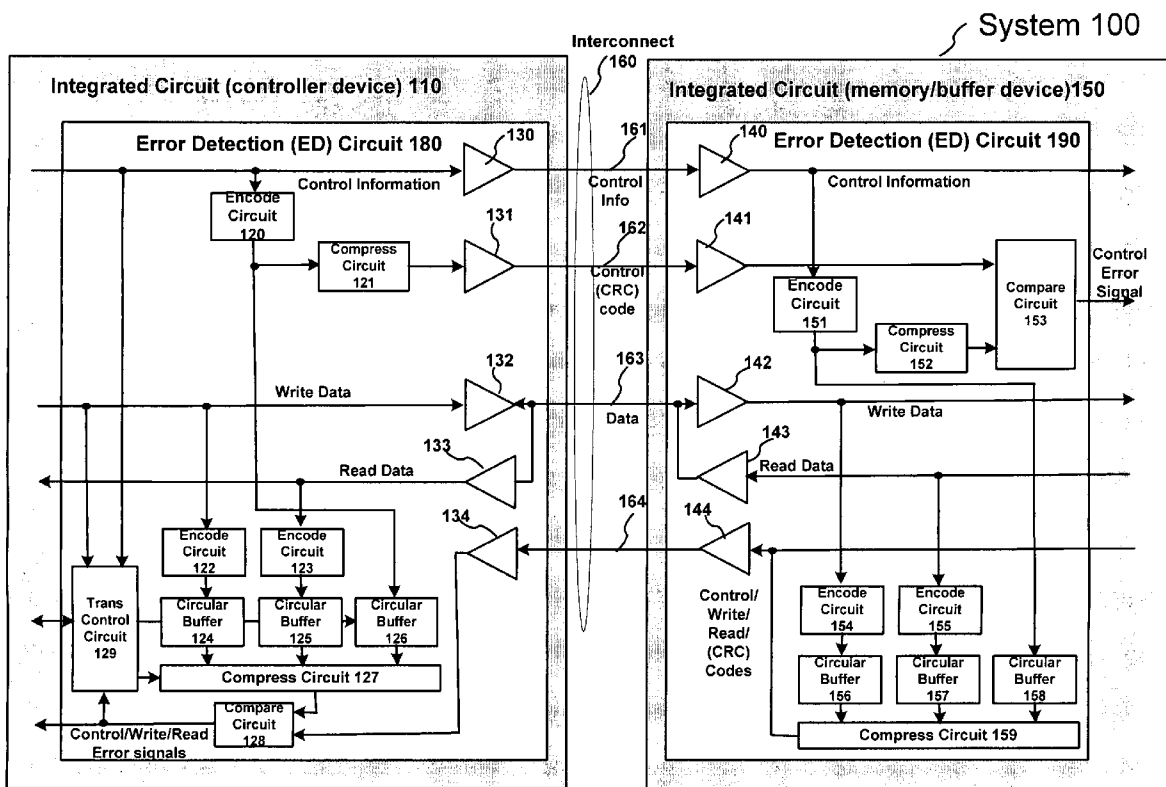 System 100
Interconnect
160
Integrated Circuit (controller device) 110
Integrated Circuit (memory/buffer device)150
Error Detection (ED) Circuit 180
Error Detection (ED) Circuit 190
130
161
140
Control Information
Control
Info
Control Information
Encode
Circuit
120
131
162
141
Compress
Circuit
121
Control
(CRC)
code
Encode
Circuit
151
Compare
Circuit
153
Control
Error
Signal
Compress
Circuit
152
132
163
142
Write Data
Data
Write Data
133
143
Read Data
Read Data
134
164
144
Encode
Circuit
122
Encode
Circuit
123
Trans
Control
Circuit
129
Circular
Buffer
124
Circular
Buffer
125
Circular
Buffer
126
Compress Circuit 127
Compare
Circuit
128
Control/Write/Read
Error signals
Control/
Write/
Read/
(CRC)
Codes
Encode
Circuit
154
Encode
Circuit
155
Circular
Buffer
156
Circular
Buffer
157
Circular
Buffer
158
Compress Circuit 159